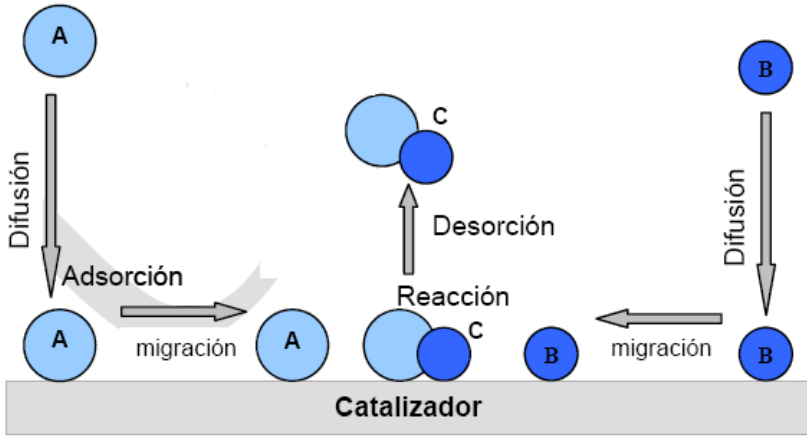 A
B
C
Difusión
Desorción
Difusión
Adsorción
Reacción
A
migración
A
C
B
migración
B
Catalizador